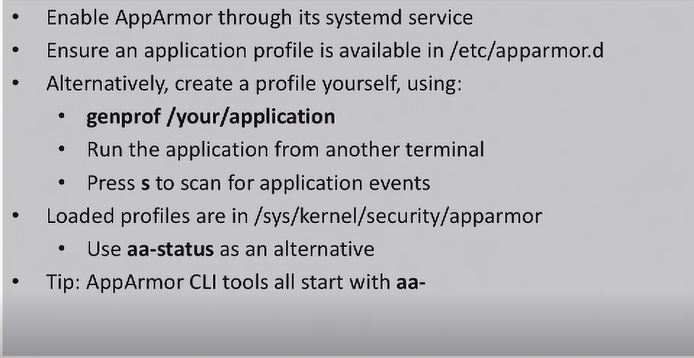 • Enable AppArmor through its systemd service
• Ensure an application profile is available in /etc/apparmor.d
• Alternatively, create a profile yourself, using:
• genprof /your/application
• Run the application from another terminal
• Press s to scan for application events
• Loaded profiles are in /sys/kernel/security/apparmor
• Use aa-status as an alternative
• Tip: AppArmor CLI tools all start with aa-